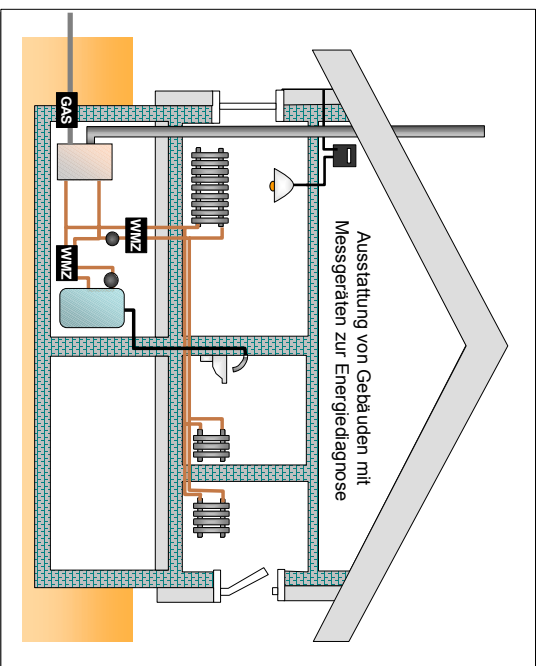 Ausstattung von Gebäuden mit
Messgeräten zur Energiediagnose
GAS
WMZ
WMZ